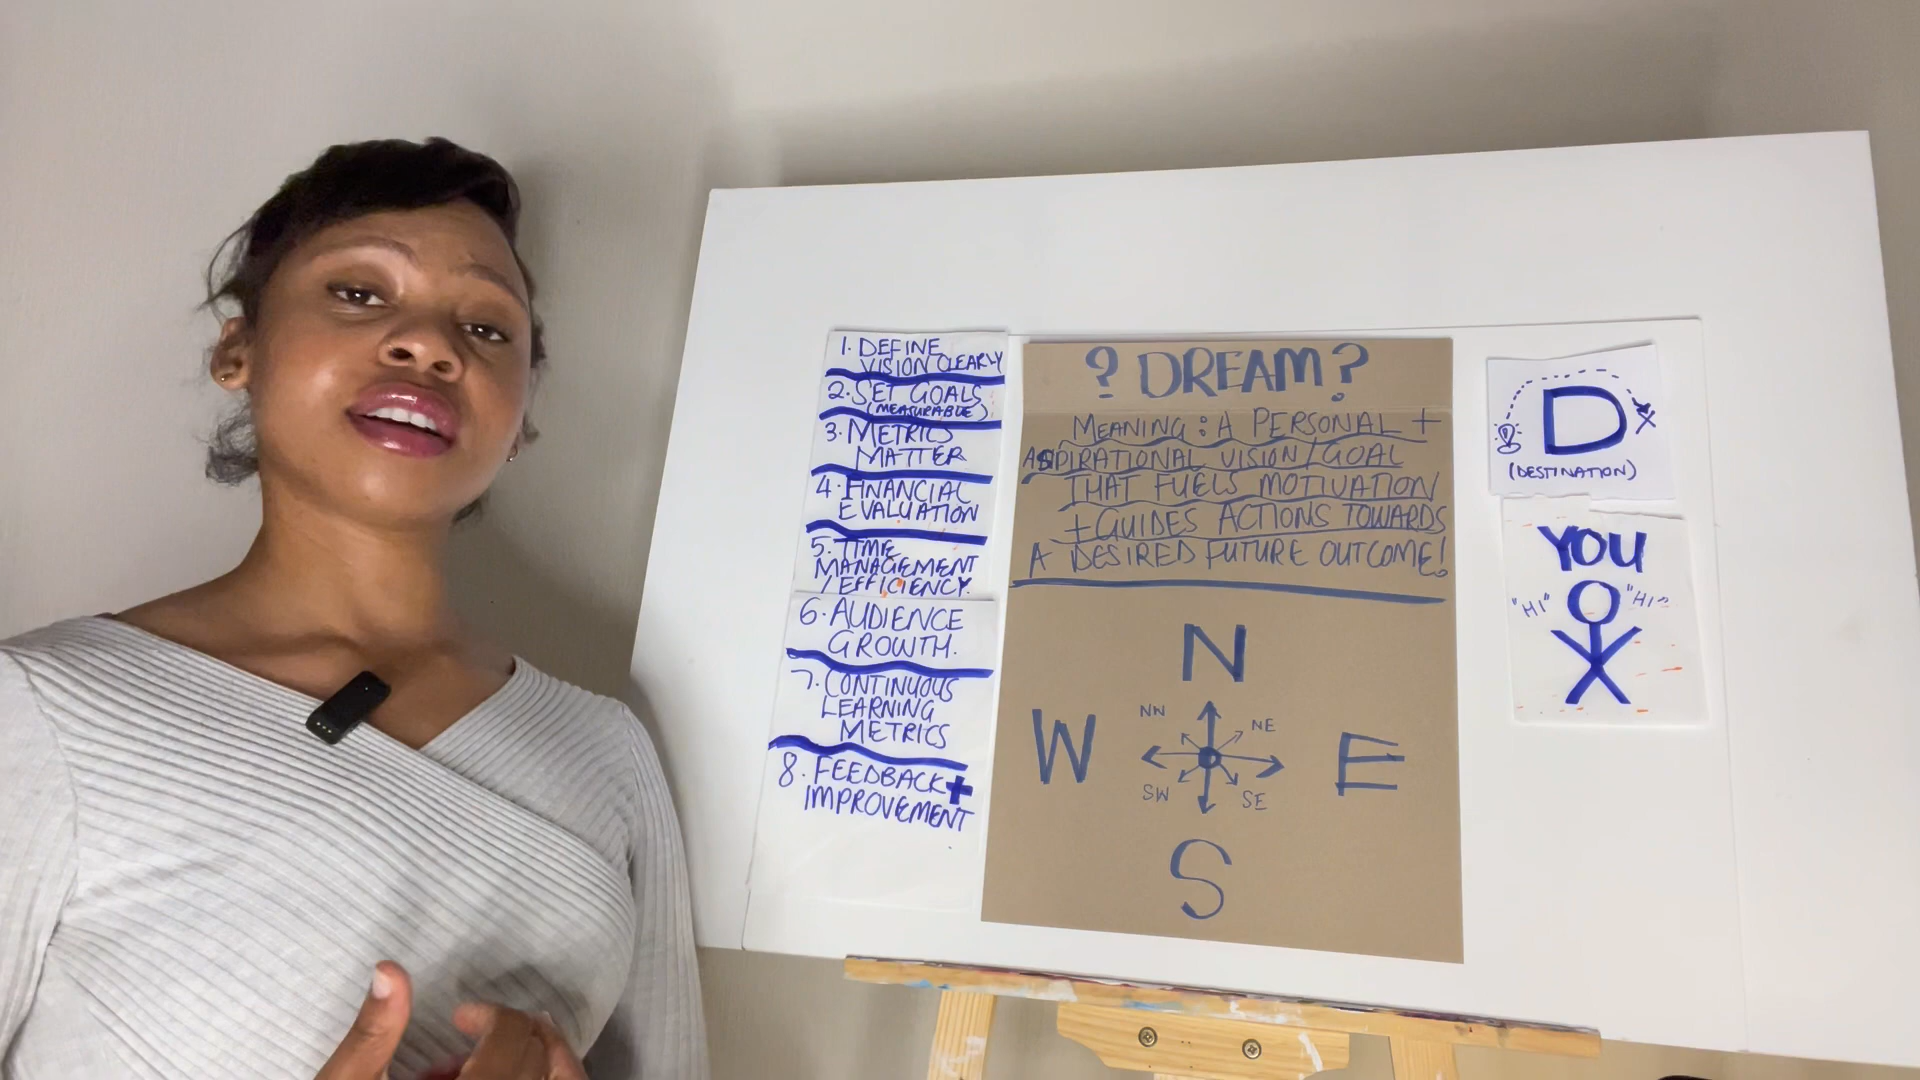 1. DEFINE
VISION CLEARLY
2. SET GOALS
(MEASURABLE)
3. METRICS
MATTER
4. FINANCIAL
EVALUATION
5. TIME
MANAGEMENT
/EFFICIENCY.
6. AUDIENCE
GROWTH.
7. CONTINUOUS
LEARNING
METRICS
8. FEEDBACK +
IMPROVEMENT
? DREAM ?
MEANING: A PERSONAL +
ASPIRATIONAL VISION/GOAL
THAT FUELS MOTIVATION
+ GUIDES ACTIONS TOWARDS
A DESIRED FUTURE OUTCOME!
N
NN NE
W E
SW SE
S
D X
(DESTINATION)
YOU
"HI" "HI"